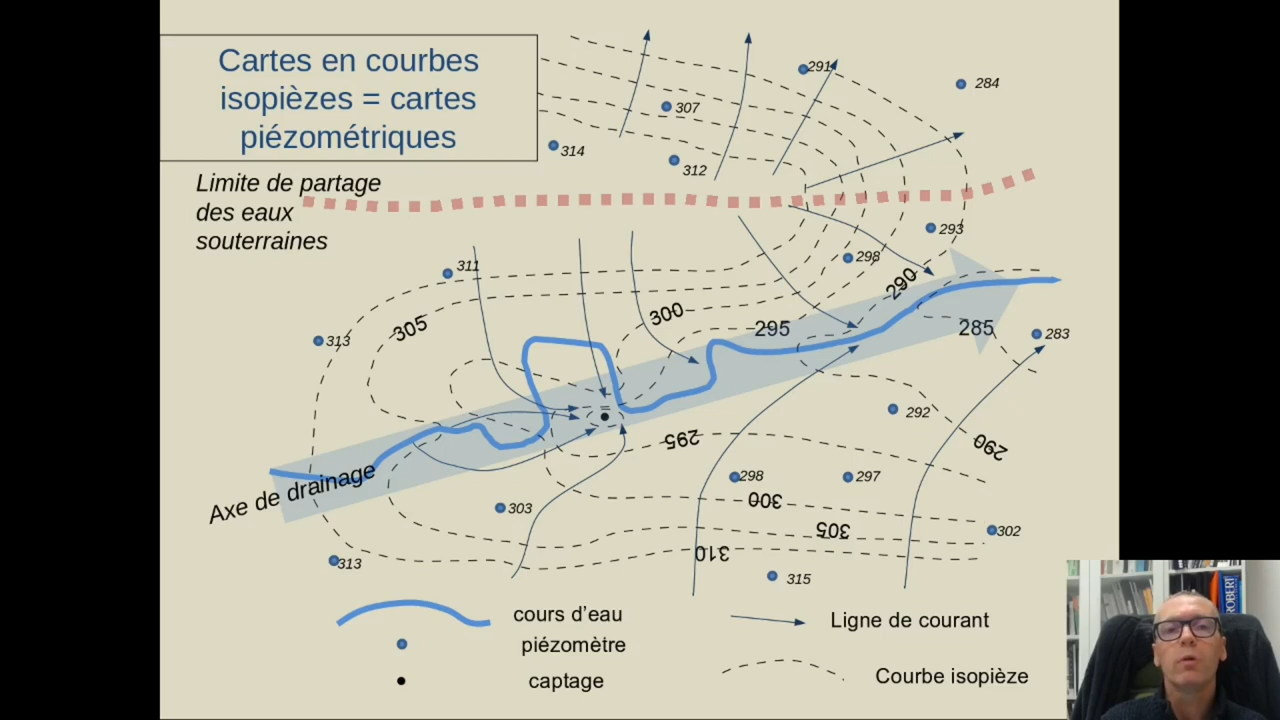 Cartes en courbes
isopièzes = cartes
piézométriques
291
284
307
314
312
Limite de partage
des eaux
souterraines
293
298
311
290
300
305
295
285
283
313
292
295
290
298
297
300
Axe de drainage
303
305
302
310
313
315
cours d'eau
Ligne de courant
piézomètre
captage
Courbe isopièze
ROBERT